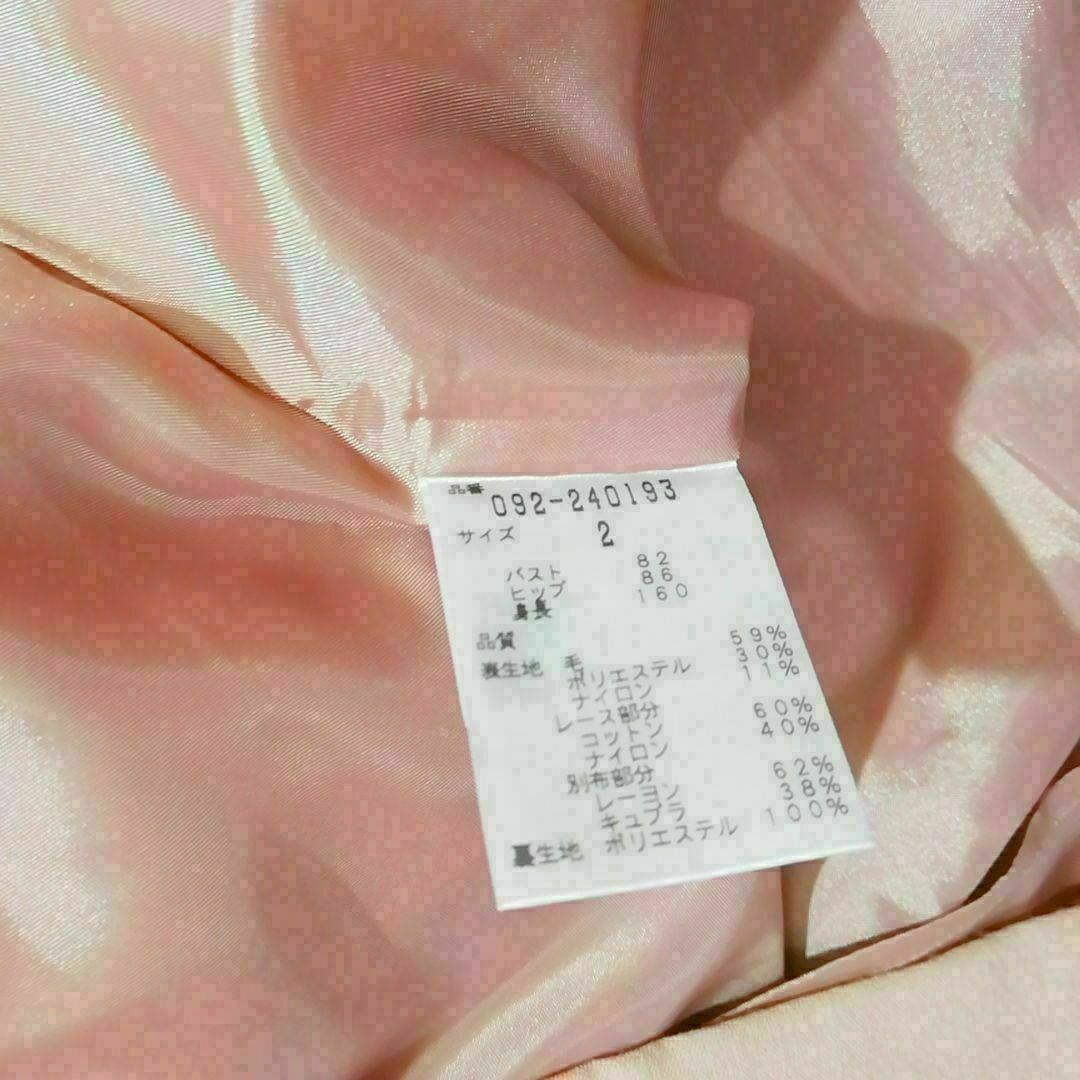 品番 092-240193
サイズ 2
バスト 82
ヒップ 86
身長 160
品質
表生地 毛 59%
ポリエステル 30%
ナイロン 11%
レース部分
コットン 60%
ナイロン 40%
別布部分
レーヨン 62%
キュプラ 38%
裏生地 ポリエステル 100%